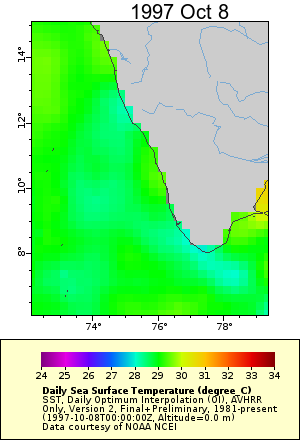 1997 Oct 8
14°
12°
10°
8°
74°
76°
78°
24 25 26 27 28 29 30 31 32 33 34
Daily Sea Surface Temperature (degree_C)
SST, Daily Optimum Interpolation (OI), AVHRR
Only, Version 2, Final+Preliminary, 1981-present
(1997-10-08T00:00:00Z, Altitude=0.0 m)
Data courtesy of NOAA NCEI